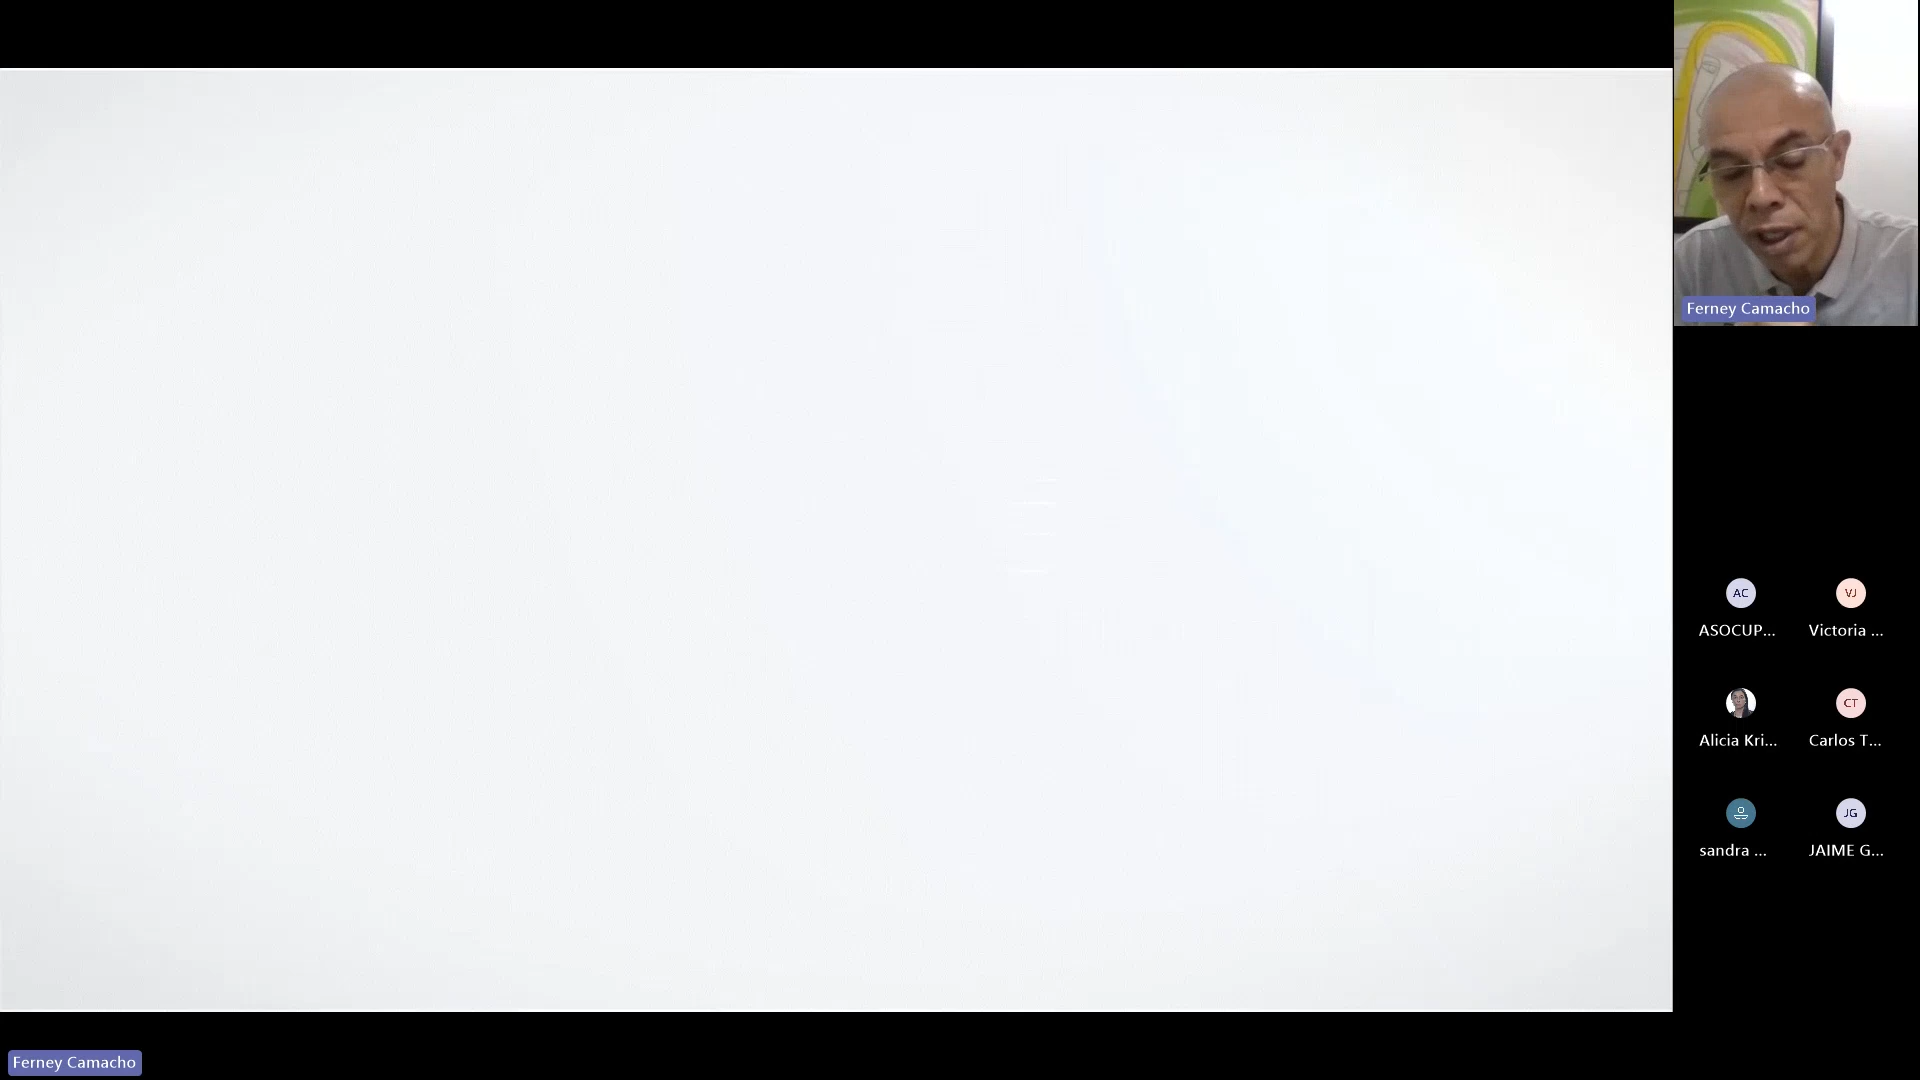 Ferney Camacho
AC
VJ
ASOCUP...
Victoria ...
CT
Alicia Kri...
Carlos T...
JG
sandra ...
JAIME G...
Ferney Camacho